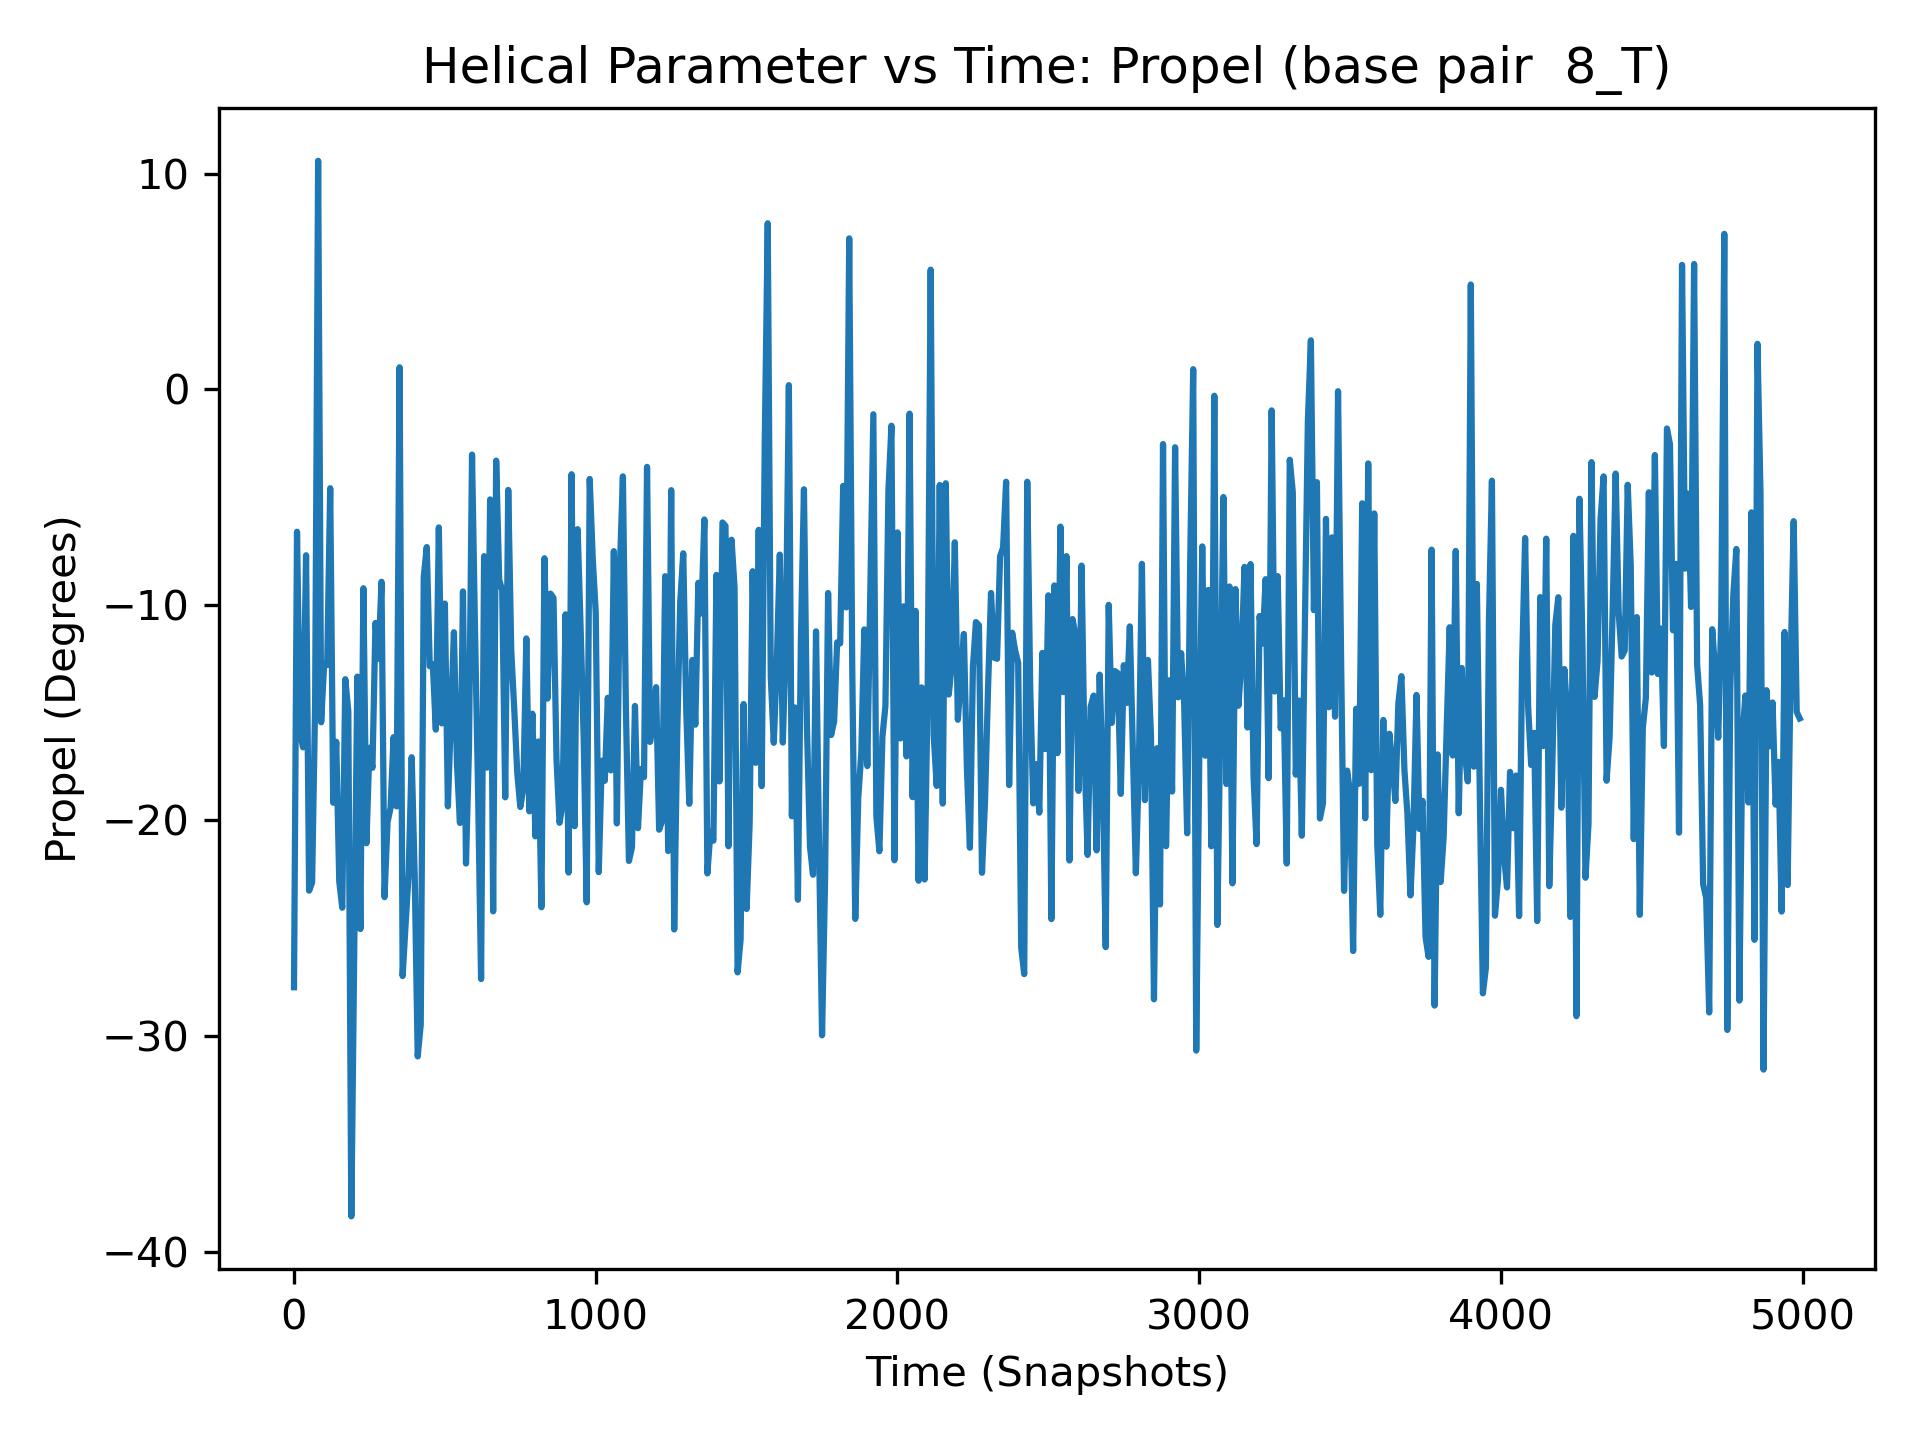 Helical Parameter vs Time: Propel (base pair  8_T)
10
0
−10
−20
−30
−40
Propel (Degrees)
0 1000 2000 3000 4000 5000
Time (Snapshots)